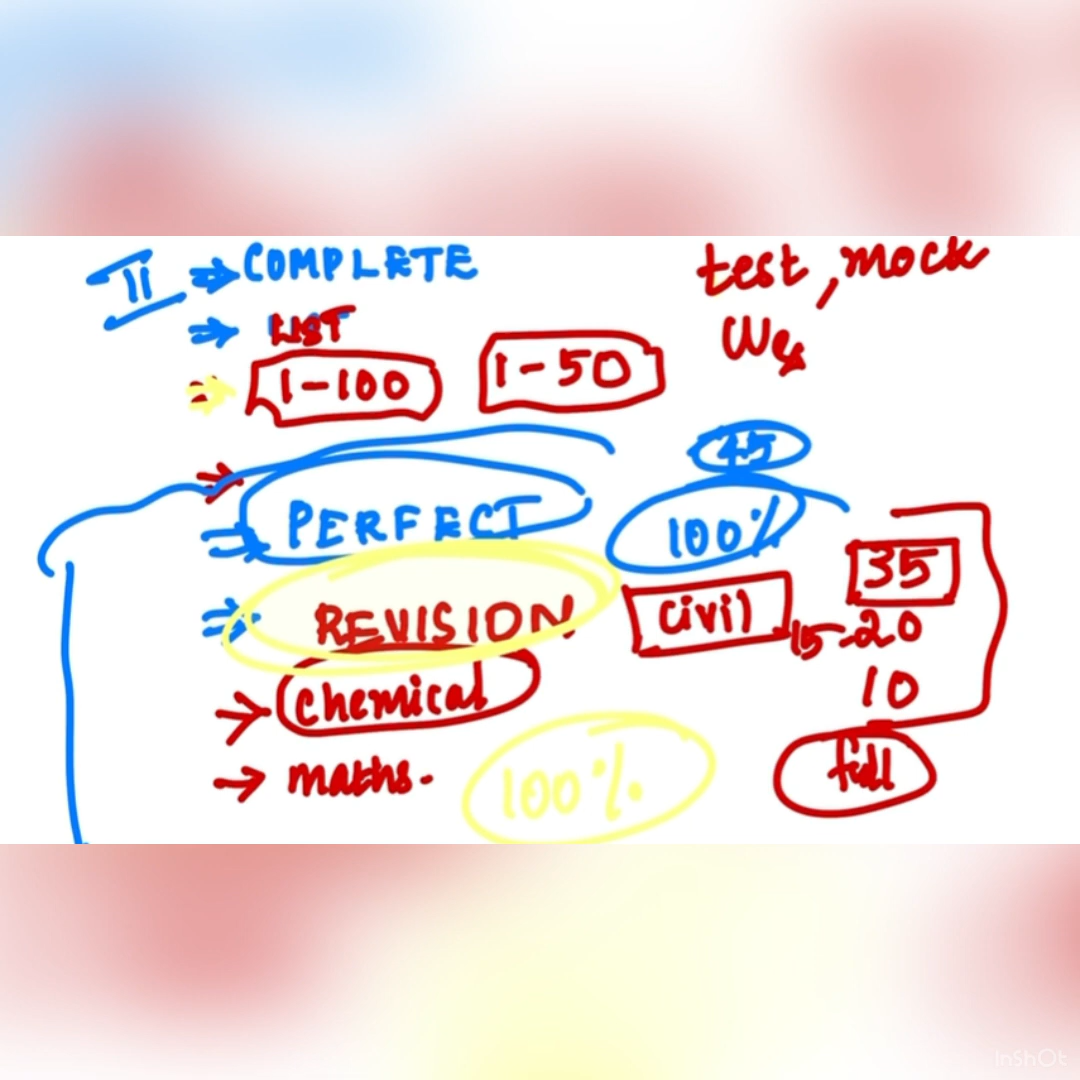 II ⇒ COMPLETE
test, mock
⇒ LIST
⇒ 1-100 1-50
45
⇒ PERFECT 100%
35
⇒ REVISION civil 15-20
→ chemical 10
→ maths. 100% full
InShOt